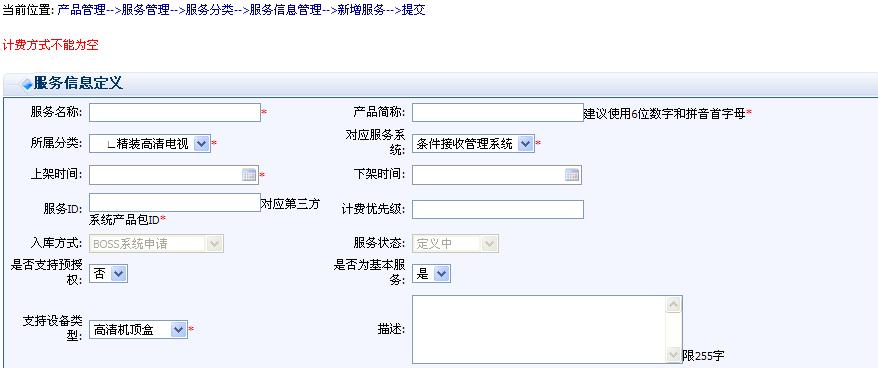 当前位置: 产品管理-->服务管理-->服务分类-->服务信息管理-->新增服务-->提交
计费方式不能为空
服务信息定义
服务名称: * 产品简称: 建议使用6位数字和拼音首字母*
所属分类: ∟精装高清电视 * 对应服务系统: 条件接收管理系统 *
上架时间: * 下架时间:
服务ID: 对应第三方系统产品包ID* 计费优先级:
入库方式: BOSS系统申请 服务状态: 定义中
是否支持预授权: 否 是否为基本服务: 是
支持设备类型: 高清机顶盒 * 描述: 限255字